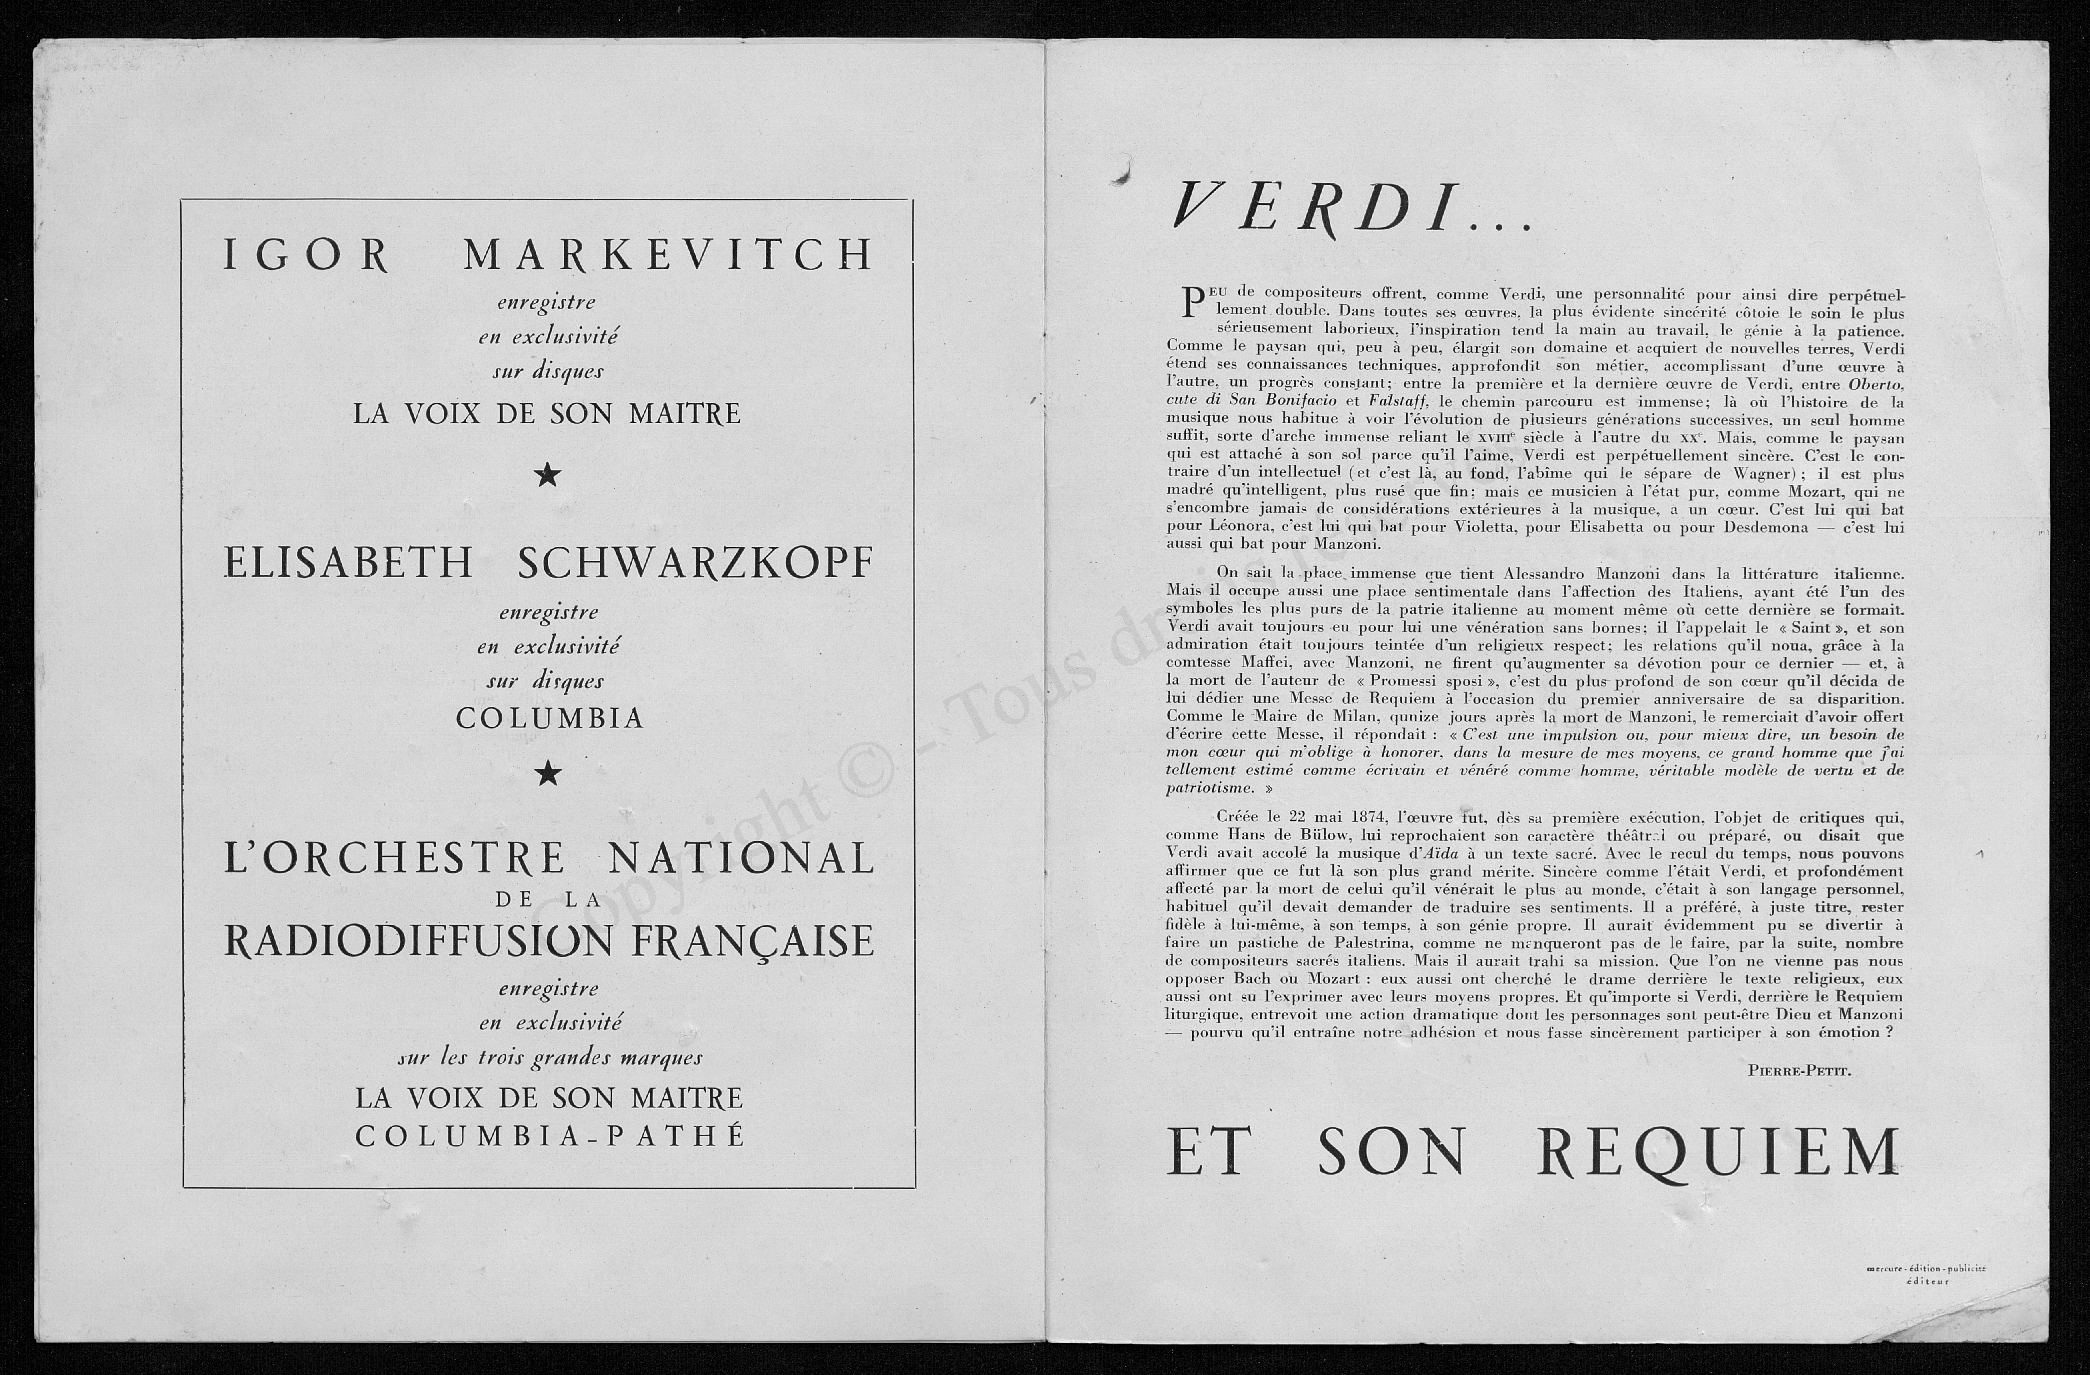 IGOR MARKEVITCH
enregistre
en exclusivité
sur disques
LA VOIX DE SON MAITRE
★
ELISABETH SCHWARZKOPF
enregistre
en exclusivité
sur disques
COLUMBIA
★
L'ORCHESTRE NATIONAL
DE LA
RADIODIFFUSION FRANÇAISE
enregistre
en exclusivité
sur les trois grandes marques
LA VOIX DE SON MAITRE
COLUMBIA-PATHÉ
VERDI...
PEU de compositeurs offrent, comme Verdi, une personnalité pour ainsi dire perpétuel-
lement double. Dans toutes ses œuvres, la plus évidente sincérité côtoie le soin le plus
sérieusement laborieux, l'inspiration tend la main au travail, le génie à la patience.
Comme le paysan qui, peu à peu, élargit son domaine et acquiert de nouvelles terres, Verdi
étend ses connaissances techniques, approfondit son métier, accomplissant d'une œuvre à
l'autre, un progrès constant; entre la première et la dernière œuvre de Verdi, entre Oberto,
cute di San Bonifacio et Falstaff, le chemin parcouru est immense; là où l'histoire de la
musique nous habitue à voir l'évolution de plusieurs générations successives, un seul homme
suffit, sorte d'arche immense reliant le XVIIIe siècle à l'autre du XXe. Mais, comme le paysan
qui est attaché à son sol parce qu'il l'aime, Verdi est perpétuellement sincère. C'est le con-
traire d'un intellectuel (et c'est là, au fond, l'abîme qui le sépare de Wagner) ; il est plus
madré qu'intelligent, plus rusé que fin; mais ce musicien à l'état pur, comme Mozart, qui ne
s'encombre jamais de considérations extérieures à la musique, a un cœur. C'est lui qui bat
pour Léonora, c'est lui qui bat pour Violetta, pour Elisabetta ou pour Desdemona — c'est lui
aussi qui bat pour Manzoni.
On sait la place immense que tient Alessandro Manzoni dans la littérature italienne.
Mais il occupe aussi une place sentimentale dans l'affection des Italiens, ayant été l'un des
symboles les plus purs de la patrie italienne au moment même où cette dernière se formait.
Verdi avait toujours eu pour lui une vénération sans bornes; il l'appelait le « Saint », et son
admiration était toujours teintée d'un religieux respect; les relations qu'il noua, grâce à la
comtesse Maffei, avec Manzoni, ne firent qu'augmenter sa dévotion pour ce dernier — et, à
la mort de l'auteur de « Promessi sposi », c'est du plus profond de son cœur qu'il décida de
lui dédier une Messe de Requiem à l'occasion du premier anniversaire de sa disparition.
Comme le Maire de Milan, qunize jours après la mort de Manzoni, le remerciait d'avoir offert
d'écrire cette Messe, il répondait : « C'est une impulsion ou, pour mieux dire, un besoin de
mon cœur qui m'oblige à honorer, dans la mesure de mes moyens, ce grand homme que j'ai
tellement estimé comme écrivain et vénéré comme homme, véritable modèle de vertu et de
patriotisme. »
Créée le 22 mai 1874, l'œuvre fut, dès sa première exécution, l'objet de critiques qui,
comme Hans de Bülow, lui reprochaient son caractère théâtral ou préparé, ou disait que
Verdi avait accolé la musique d'Aïda à un texte sacré. Avec le recul du temps, nous pouvons
affirmer que ce fut là son plus grand mérite. Sincère comme l'était Verdi, et profondément
affecté par la mort de celui qu'il vénérait le plus au monde, c'était à son langage personnel,
habituel qu'il devait demander de traduire ses sentiments. Il a préféré, à juste titre, rester
fidèle à lui-même, à son temps, à son génie propre. Il aurait évidemment pu se divertir à
faire un pastiche de Palestrina, comme ne manqueront pas de le faire, par la suite, nombre
de compositeurs sacrés italiens. Mais il aurait trahi sa mission. Que l'on ne vienne pas nous
opposer Bach ou Mozart : eux aussi ont cherché le drame derrière le texte religieux, eux
aussi ont su l'exprimer avec leurs moyens propres. Et qu'importe si Verdi, derrière le Requiem
liturgique, entrevoit une action dramatique dont les personnages sont peut-être Dieu et Manzoni
— pourvu qu'il entraîne notre adhésion et nous fasse sincèrement participer à son émotion ?
PIERRE-PETIT.
ET SON REQUIEM
mercure-édition-publicité
éditeur
Copyright © - Tous dr